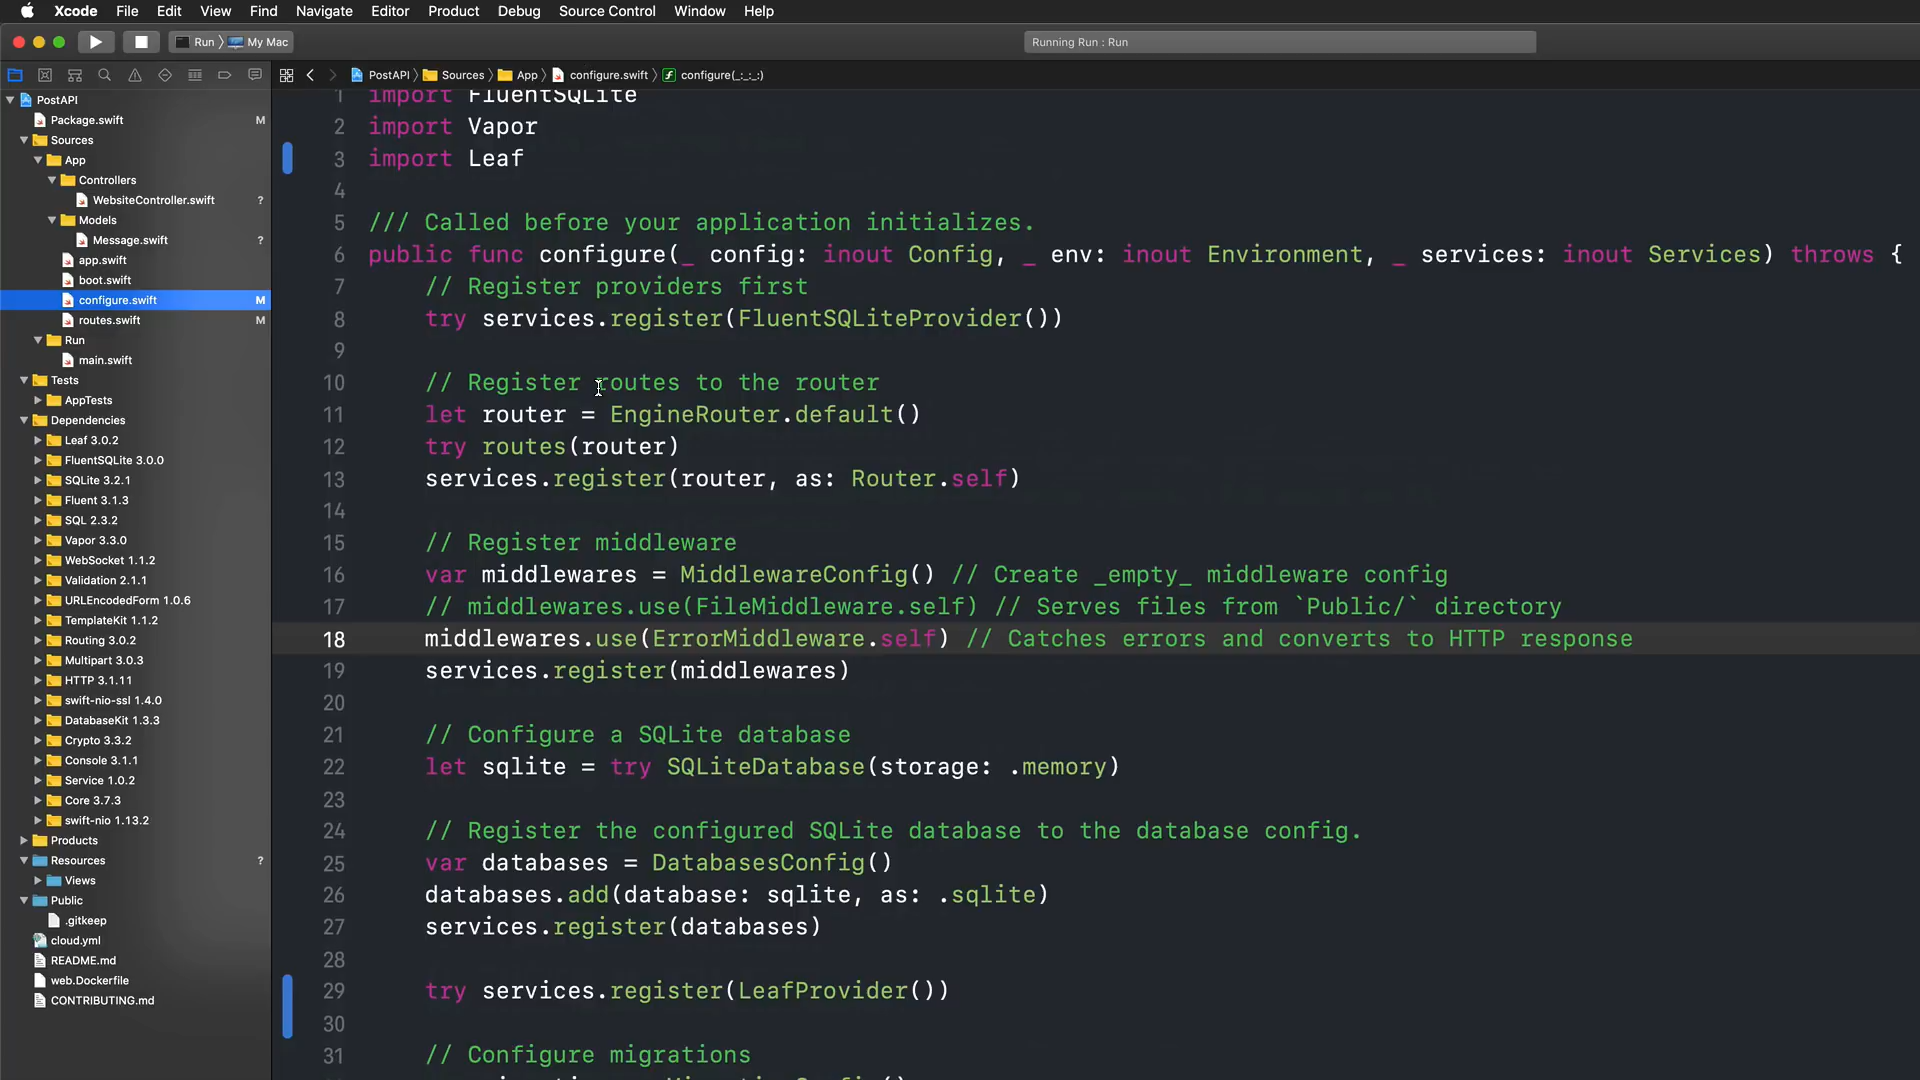 Xcode File Edit View Find Navigate Editor Product Debug Source Control Window Help
Run My Mac Running Run : Run
PostAPI Sources App configure.swift configure(_:_:_:)
PostAPI
Package.swift M
Sources
App
Controllers
WebsiteController.swift ?
Models
Message.swift ?
app.swift
boot.swift
configure.swift M
routes.swift M
Run
main.swift
Tests
AppTests
Dependencies
Leaf 3.0.2
FluentSQLite 3.0.0
SQLite 3.2.1
Fluent 3.1.3
SQL 2.3.2
Vapor 3.3.0
WebSocket 1.1.2
Validation 2.1.1
URLEncodedForm 1.0.6
TemplateKit 1.1.2
Routing 3.0.2
Multipart 3.0.3
HTTP 3.1.11
swift-nio-ssl 1.4.0
DatabaseKit 1.3.3
Crypto 3.3.2
Console 3.1.1
Service 1.0.2
Core 3.7.3
swift-nio 1.13.2
Products
Resources ?
Views
Public
.gitkeep
cloud.yml
README.md
web.Dockerfile
CONTRIBUTING.md
1 import FluentSQLite
2 import Vapor
3 import Leaf
4
5 /// Called before your application initializes.
6 public func configure(_ config: inout Config, _ env: inout Environment, _ services: inout Services) throws {
7 // Register providers first
8 try services.register(FluentSQLiteProvider())
9
10 // Register routes to the router
11 let router = EngineRouter.default()
12 try routes(router)
13 services.register(router, as: Router.self)
14
15 // Register middleware
16 var middlewares = MiddlewareConfig() // Create _empty_ middleware config
17 // middlewares.use(FileMiddleware.self) // Serves files from `Public/` directory
18 middlewares.use(ErrorMiddleware.self) // Catches errors and converts to HTTP response
19 services.register(middlewares)
20
21 // Configure a SQLite database
22 let sqlite = try SQLiteDatabase(storage: .memory)
23
24 // Register the configured SQLite database to the database config.
25 var databases = DatabasesConfig()
26 databases.add(database: sqlite, as: .sqlite)
27 services.register(databases)
28
29 try services.register(LeafProvider())
30
31 // Configure migrations